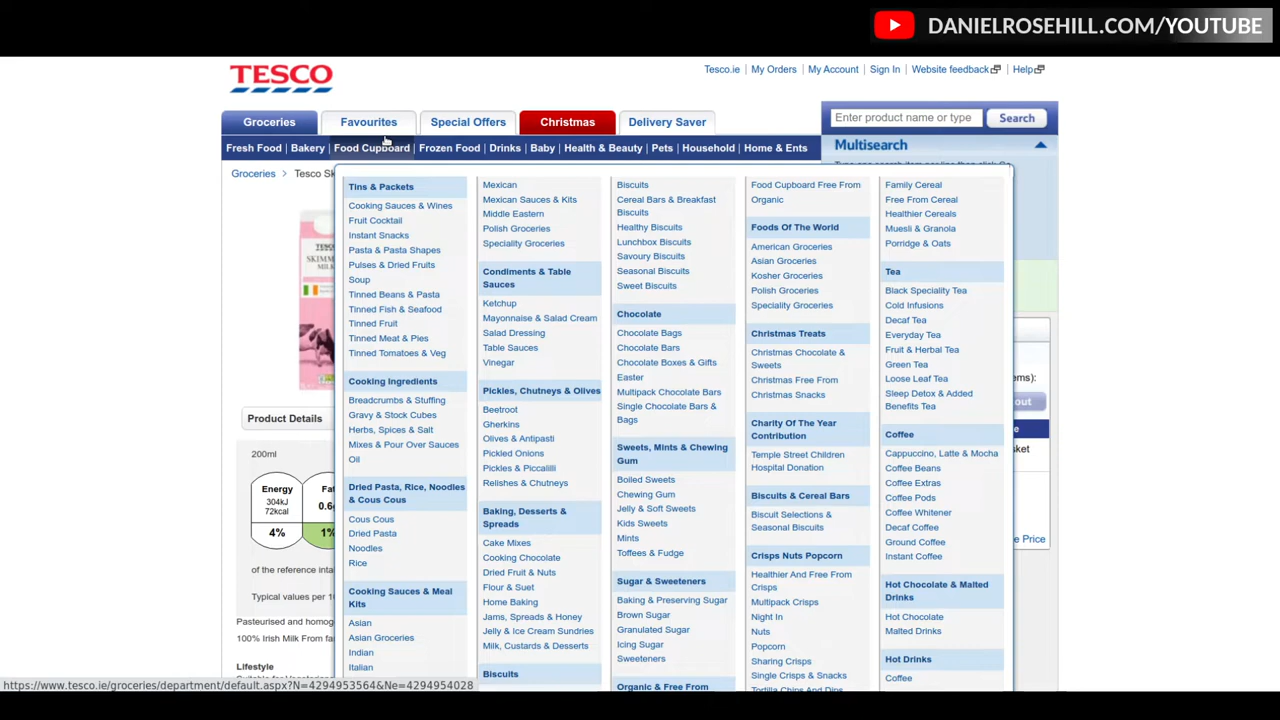 DANIELROSEHILL.COM/YOUTUBE
TESCO
Tesco.ie | My Orders | My Account | Sign In | Website feedback | Help
Groceries
Favourites
Special Offers
Christmas
Delivery Saver
Enter product name or type
Search
Fresh Food | Bakery | Food Cupboard | Frozen Food | Drinks | Baby | Health & Beauty | Pets | Household | Home & Ents
Multisearch
Groceries > Tesco Sk
TESCO
SKIMM
MILK
Product Details
200ml
Energy
304kJ
72kcal
4%
Fat
0.6g
1%
of the reference inta
Typical values per 10
Pasteurised and homog
100% Irish Milk From fa
Lifestyle
Tins & Packets
Cooking Sauces & Wines
Fruit Cocktail
Instant Snacks
Pasta & Pasta Shapes
Pulses & Dried Fruits
Soup
Tinned Beans & Pasta
Tinned Fish & Seafood
Tinned Fruit
Tinned Meat & Pies
Tinned Tomatoes & Veg
Cooking Ingredients
Breadcrumbs & Stuffing
Gravy & Stock Cubes
Herbs, Spices & Salt
Mixes & Pour Over Sauces
Oil
Dried Pasta, Rice, Noodles
& Cous Cous
Cous Cous
Dried Pasta
Noodles
Rice
Cooking Sauces & Meal
Kits
Asian
Asian Groceries
Indian
Italian
Mexican
Mexican Sauces & Kits
Middle Eastern
Polish Groceries
Speciality Groceries
Condiments & Table
Sauces
Ketchup
Mayonnaise & Salad Cream
Salad Dressing
Table Sauces
Vinegar
Pickles, Chutneys & Olives
Beetroot
Gherkins
Olives & Antipasti
Pickled Onions
Pickles & Piccalilli
Relishes & Chutneys
Baking, Desserts &
Spreads
Cake Mixes
Cooking Chocolate
Dried Fruit & Nuts
Flour & Suet
Home Baking
Jams, Spreads & Honey
Jelly & Ice Cream Sundries
Milk, Custards & Desserts
Biscuits
Biscuits
Cereal Bars & Breakfast
Biscuits
Healthy Biscuits
Lunchbox Biscuits
Savoury Biscuits
Seasonal Biscuits
Sweet Biscuits
Chocolate
Chocolate Bags
Chocolate Bars
Chocolate Boxes & Gifts
Easter
Multipack Chocolate Bars
Single Chocolate Bars &
Bags
Sweets, Mints & Chewing
Gum
Boiled Sweets
Chewing Gum
Jelly & Soft Sweets
Kids Sweets
Mints
Toffees & Fudge
Sugar & Sweeteners
Baking & Preserving Sugar
Brown Sugar
Granulated Sugar
Icing Sugar
Sweeteners
Organic & Free From
Food Cupboard Free From
Organic
Foods Of The World
American Groceries
Asian Groceries
Kosher Groceries
Polish Groceries
Speciality Groceries
Christmas Treats
Christmas Chocolate &
Sweets
Christmas Free From
Christmas Snacks
Charity Of The Year
Contribution
Temple Street Children
Hospital Donation
Biscuits & Cereal Bars
Biscuit Selections &
Seasonal Biscuits
Crisps Nuts Popcorn
Healthier And Free From
Crisps
Multipack Crisps
Night In
Nuts
Popcorn
Sharing Crisps
Single Crisps & Snacks
Tortilla Chips And Dips
Family Cereal
Free From Cereal
Healthier Cereals
Muesli & Granola
Porridge & Oats
Tea
Black Speciality Tea
Cold Infusions
Decaf Tea
Everyday Tea
Fruit & Herbal Tea
Green Tea
Loose Leaf Tea
Sleep Detox & Added
Benefits Tea
Coffee
Cappuccino, Latte & Mocha
Coffee Beans
Coffee Extras
Coffee Pods
Coffee Whitener
Decaf Coffee
Ground Coffee
Instant Coffee
Hot Chocolate & Malted
Drinks
Hot Chocolate
Malted Drinks
Hot Drinks
Coffee
ems):
out
e
sket
e Price
https://www.tesco.ie/groceries/department/default.aspx?N=4294953564&Ne=4294954028